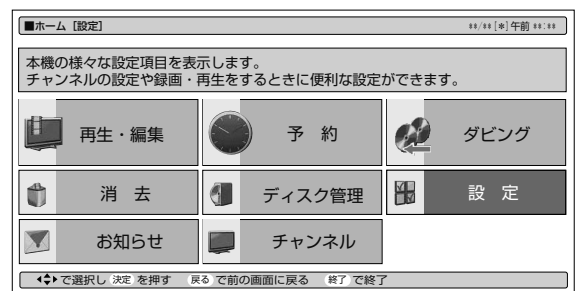 ■ホーム［設定］ **/**[*]午前 **:**
本機の様々な設定項目を表示します。
チャンネルの設定や録画・再生をするときに便利な設定ができます。
再生・編集 予 約 ダビング
消 去 ディスク管理 設 定
お知らせ チャンネル
で選択し 決定 を押す 戻る で前の画面に戻る 終了 で終了